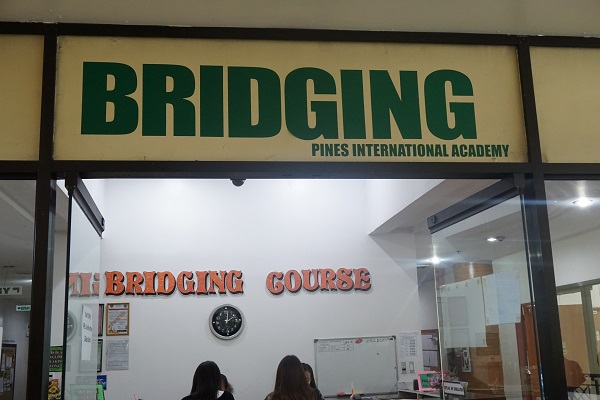 BRIDGING
PINES INTERNATIONAL ACADEMY
BRIDGING COURSE